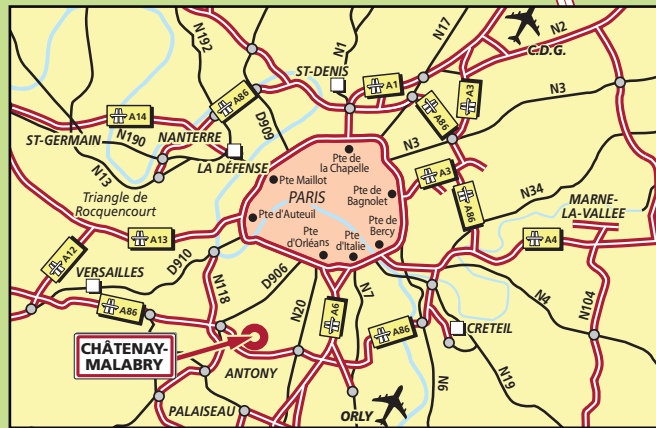 N192
N1
N17
N2
C.D.G.
ST-DENIS
A86
A1
A3
A86
N3
A14
D909
ST-GERMAIN
N190
NANTERRE
N13
LA DÉFENSE
Pte de
la Chapelle
N3
A3
Pte Maillot
PARIS
Pte de
Bagnolet
N34
A86
MARNE-
LA-VALLEE
Triangle de
Rocquencourt
Pte d'Auteuil
Pte
d'Orléans
Pte
d'Italie
Pte de
Bercy
A13
A4
A12
D910
VERSAILLES
D906
N118
N20
N7
N4
N104
A86
A6
A86
CRETEIL
CHÂTENAY-
MALABRY
ANTONY
N6
N19
PALAISEAU
ORLY